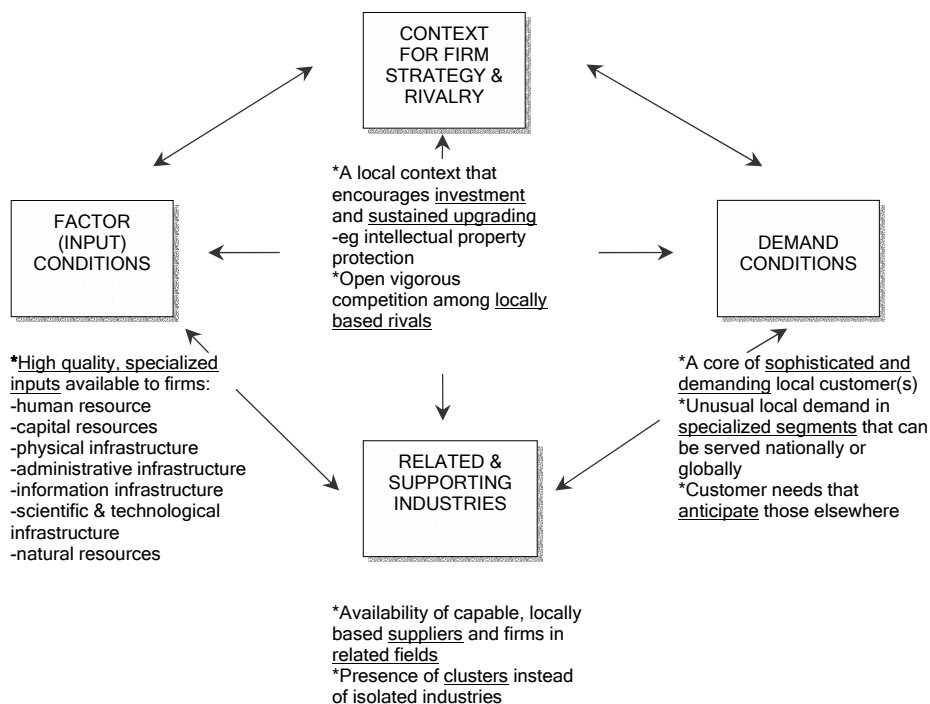 CONTEXT
FOR FIRM
STRATEGY &
RIVALRY
*A local context that
encourages investment
and sustained upgrading
-eg intellectual property
protection
*Open vigorous
competition among locally
based rivals
FACTOR
(INPUT)
CONDITIONS
*High quality, specialized
inputs available to firms:
-human resource
-capital resources
-physical infrastructure
-administrative infrastructure
-information infrastructure
-scientific & technological
infrastructure
-natural resources
DEMAND
CONDITIONS
*A core of sophisticated and
demanding local customer(s)
*Unusual local demand in
specialized segments that can
be served nationally or
globally
*Customer needs that
anticipate those elsewhere
RELATED &
SUPPORTING
INDUSTRIES
*Availability of capable, locally
based suppliers and firms in
related fields
*Presence of clusters instead
of isolated industries